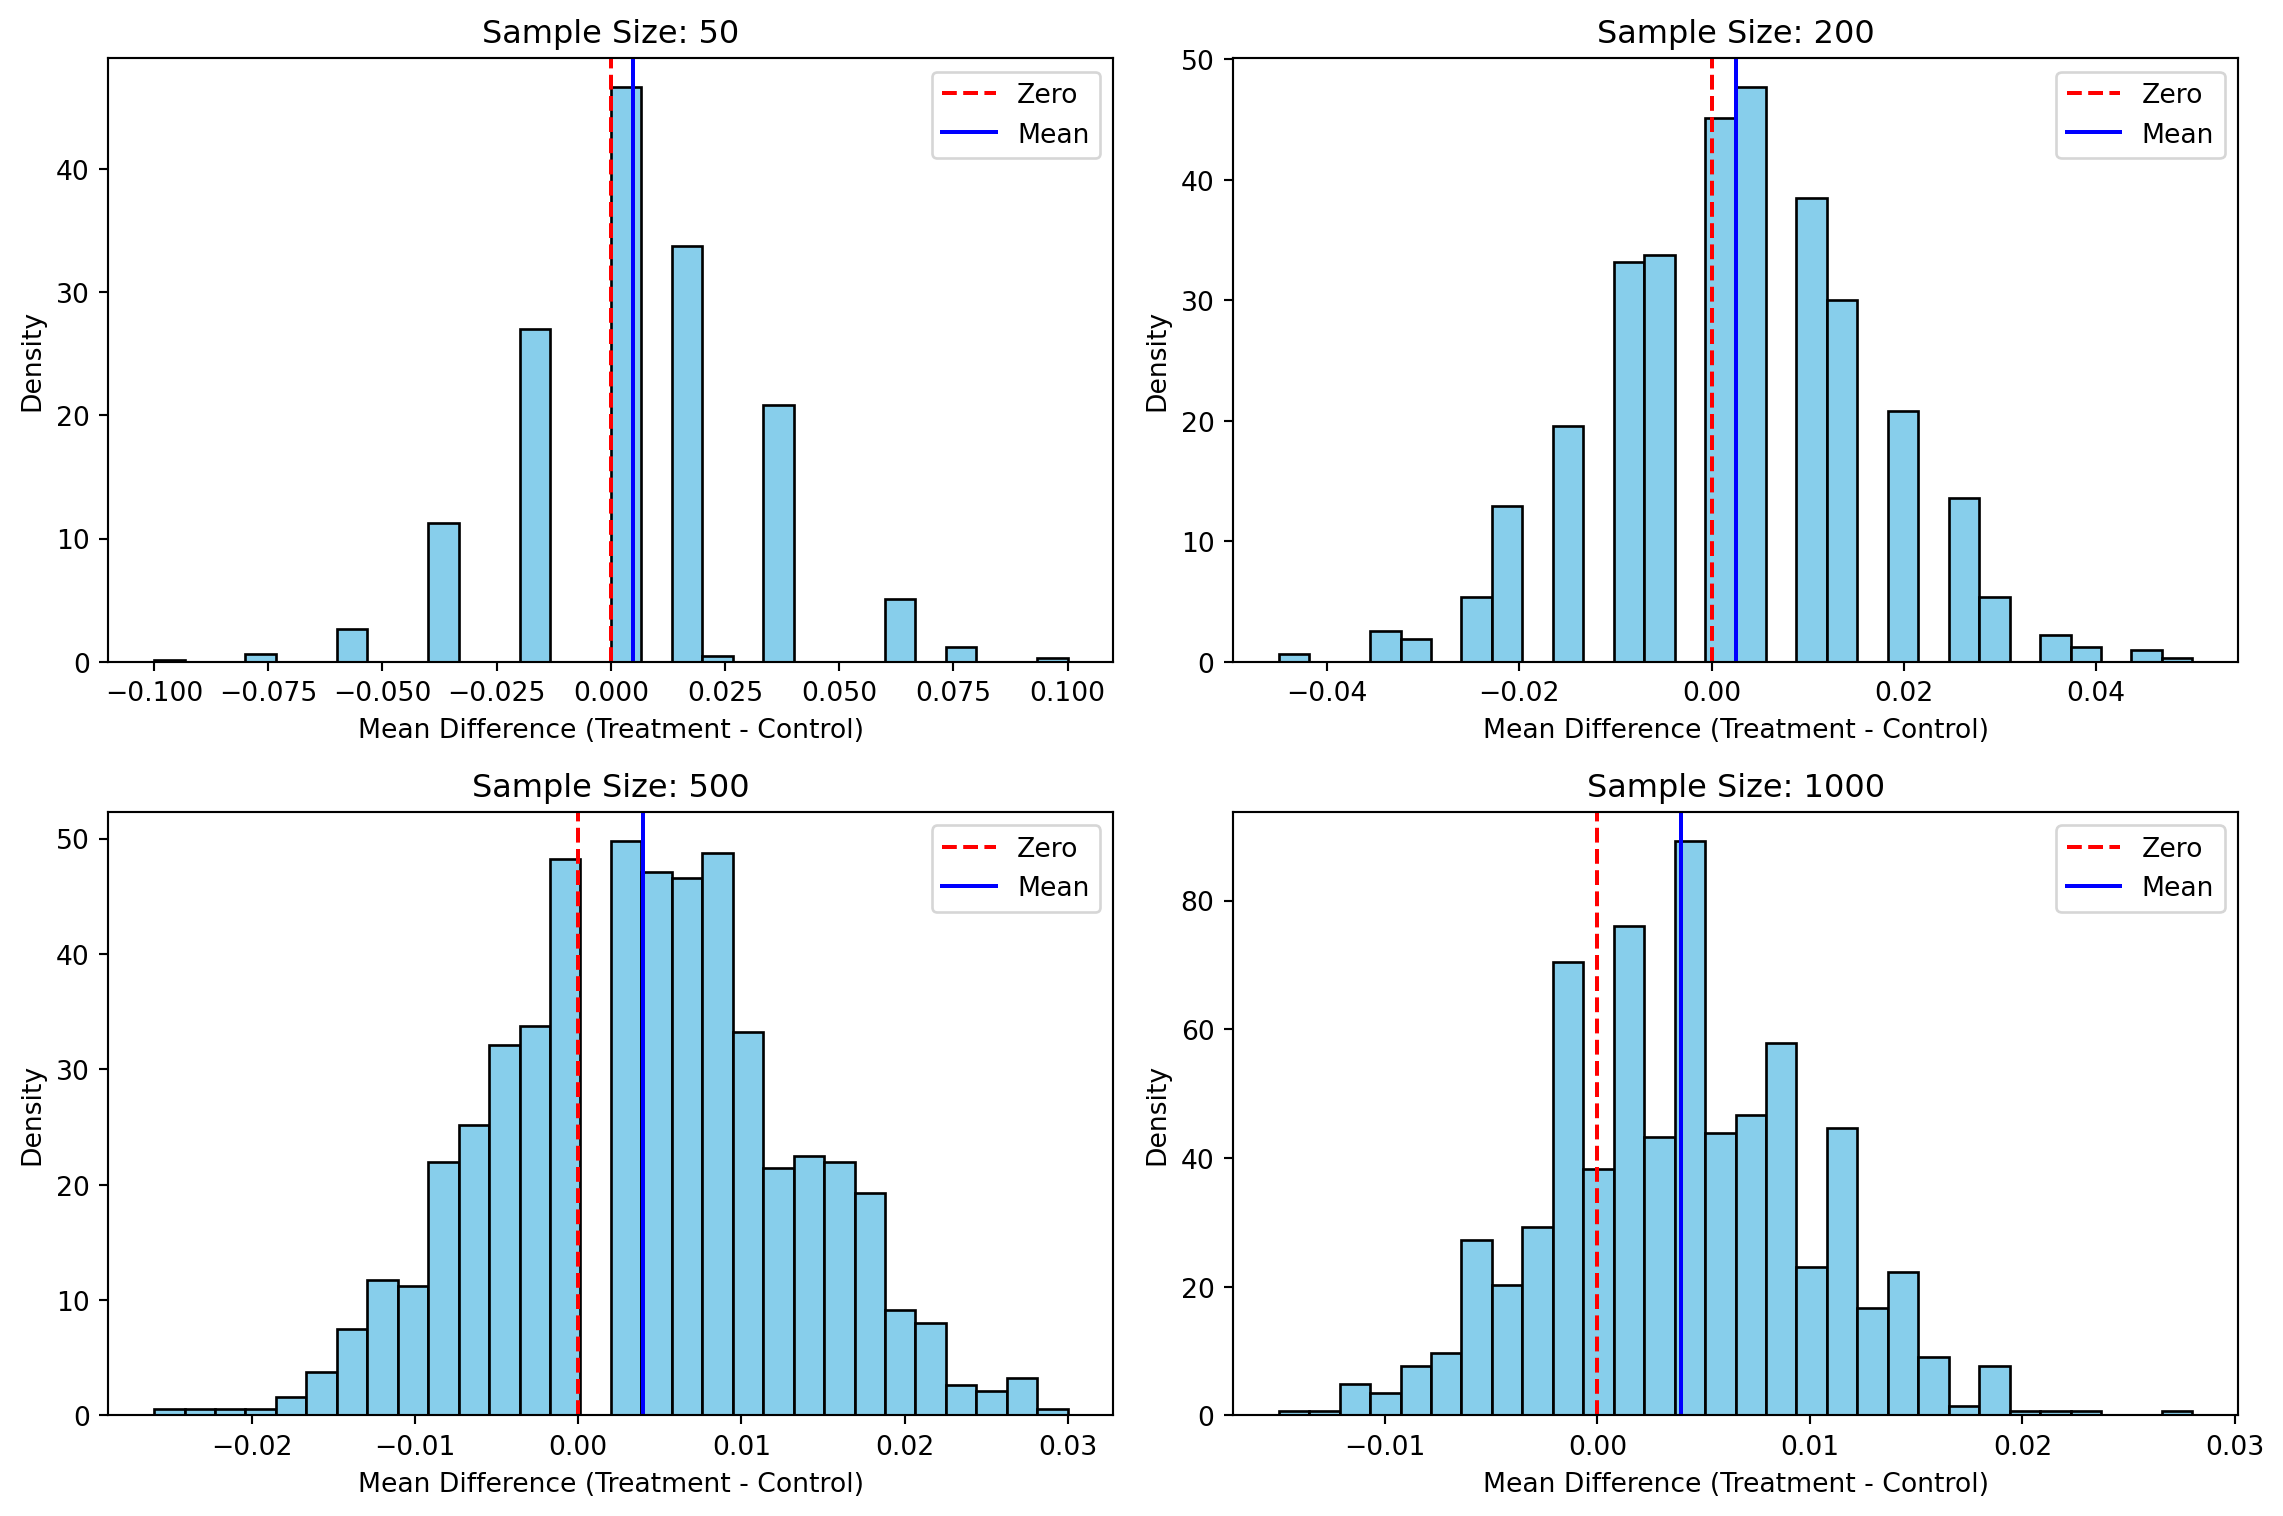 Sample Size: 50
Zero
Mean
Density
0
10
20
30
40
−0.100
−0.075
−0.050
−0.025
0.000
0.025
0.050
0.075
0.100
Mean Difference (Treatment - Control)
Sample Size: 200
Zero
Mean
Density
0
10
20
30
40
50
−0.04
−0.02
0.00
0.02
0.04
Mean Difference (Treatment - Control)
Sample Size: 500
Zero
Mean
Density
0
10
20
30
40
50
−0.02
−0.01
0.00
0.01
0.02
0.03
Mean Difference (Treatment - Control)
Sample Size: 1000
Zero
Mean
Density
0
20
40
60
80
−0.01
0.00
0.01
0.02
0.03
Mean Difference (Treatment - Control)